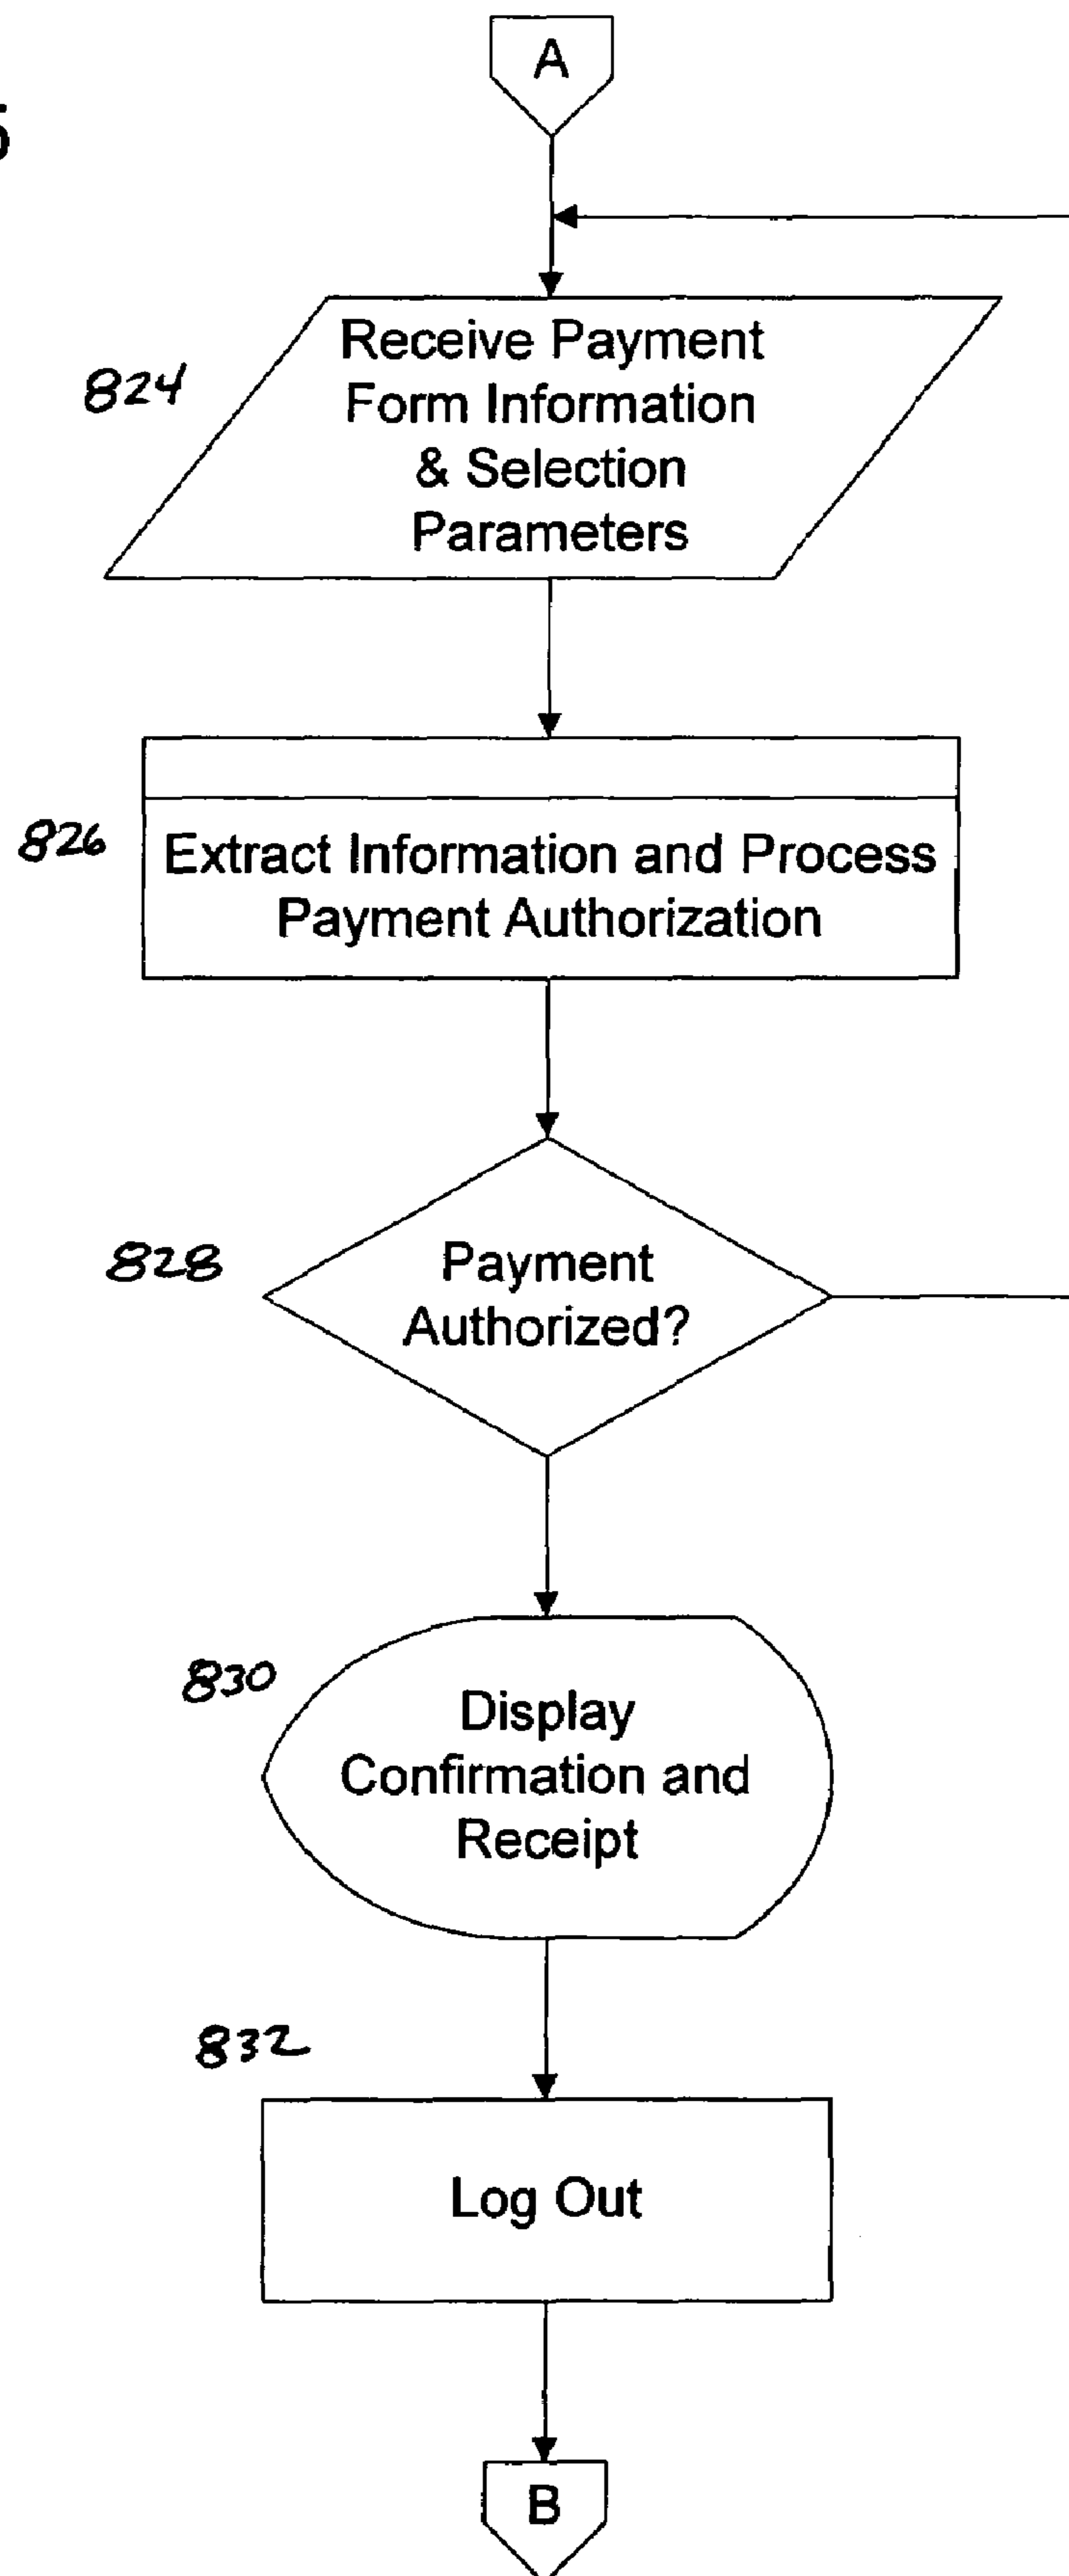 A
5
824
Receive Payment
Form Information
& Selection
Parameters
826
Extract Information and Process
Payment Authorization
828
Payment
Authorized?
830
Display
Confirmation and
Receipt
832
Log Out
B